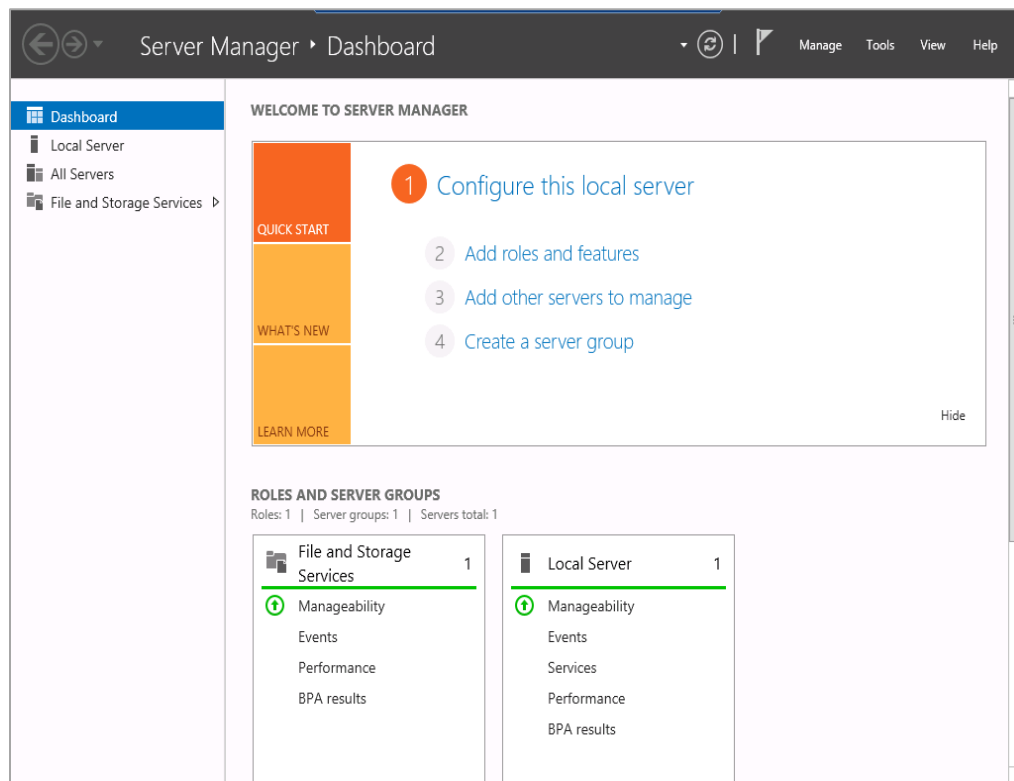 Server Manager ‣ Dashboard
Manage Tools View Help
Dashboard
Local Server
All Servers
File and Storage Services
WELCOME TO SERVER MANAGER
QUICK START
WHAT'S NEW
LEARN MORE
1 Configure this local server
2 Add roles and features
3 Add other servers to manage
4 Create a server group
Hide
ROLES AND SERVER GROUPS
Roles: 1 | Server groups: 1 | Servers total: 1
File and Storage
Services 1
Manageability
Events
Performance
BPA results
Local Server 1
Manageability
Events
Services
Performance
BPA results